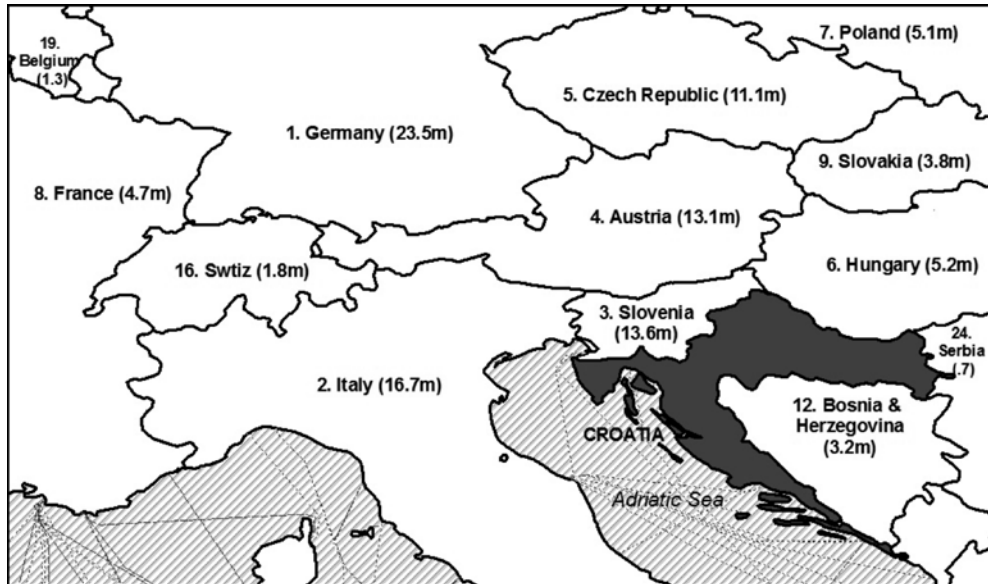 7. Poland (5.1m)
19.
Belgium
(1.3)
5. Czech Republic (11.1m)
1. Germany (23.5m)
9. Slovakia (3.8m)
8. France (4.7m)
4. Austria (13.1m)
16. Swtiz (1.8m)
6. Hungary (5.2m)
3. Slovenia
(13.6m)
24.
Serbia
(.7)
2. Italy (16.7m)
12. Bosnia &
Herzegovina
(3.2m)
CROATIA
Adriatic Sea